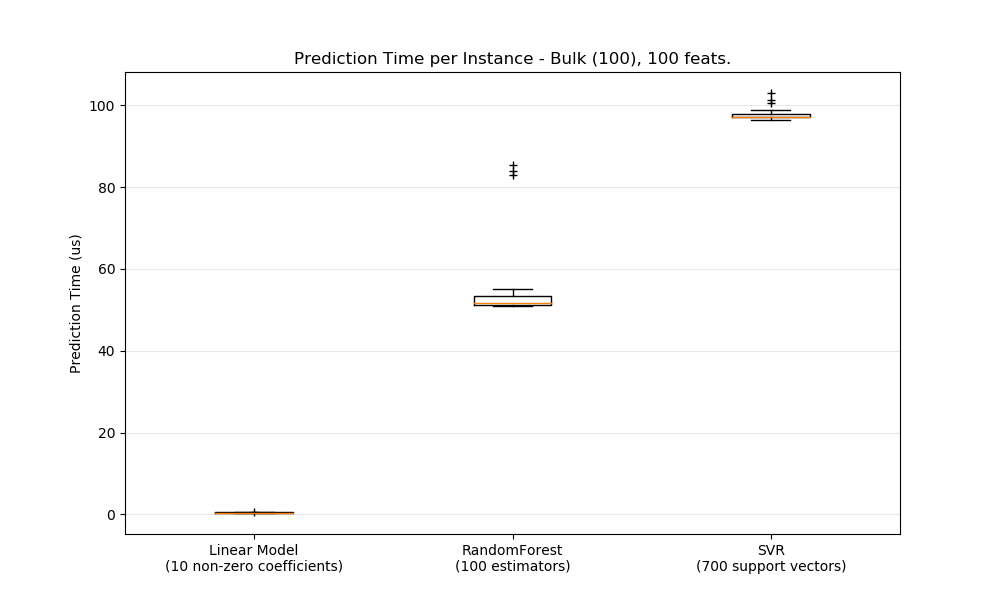 Prediction Time per Instance - Bulk (100), 100 feats.
Prediction Time (us)
100
80
60
40
20
0
Linear Model
(10 non-zero coefficients)
RandomForest
(100 estimators)
SVR
(700 support vectors)